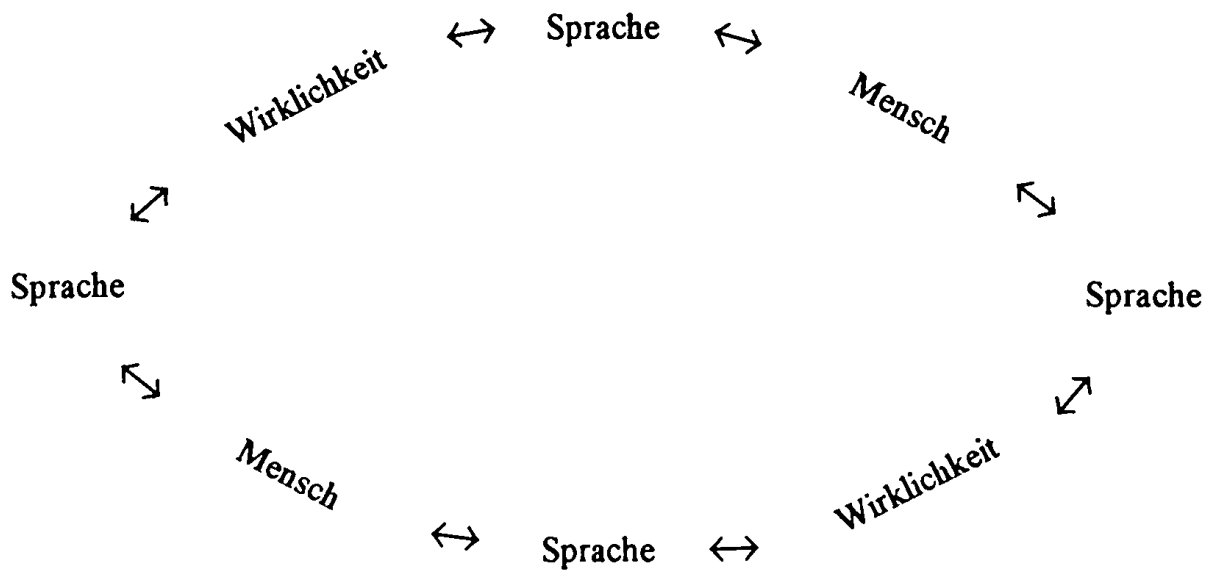 ↔ Sprache ↔
Wirklichkeit
Mensch
↔
↔
Sprache
Sprache
↔
↔
Mensch
Wirklichkeit
↔ Sprache ↔